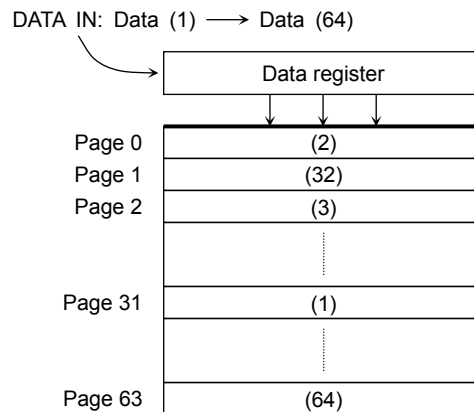 DATA IN: Data (1) → Data (64)
Data register
Page 0 (2)
Page 1 (32)
Page 2 (3)
Page 31 (1)
Page 63 (64)